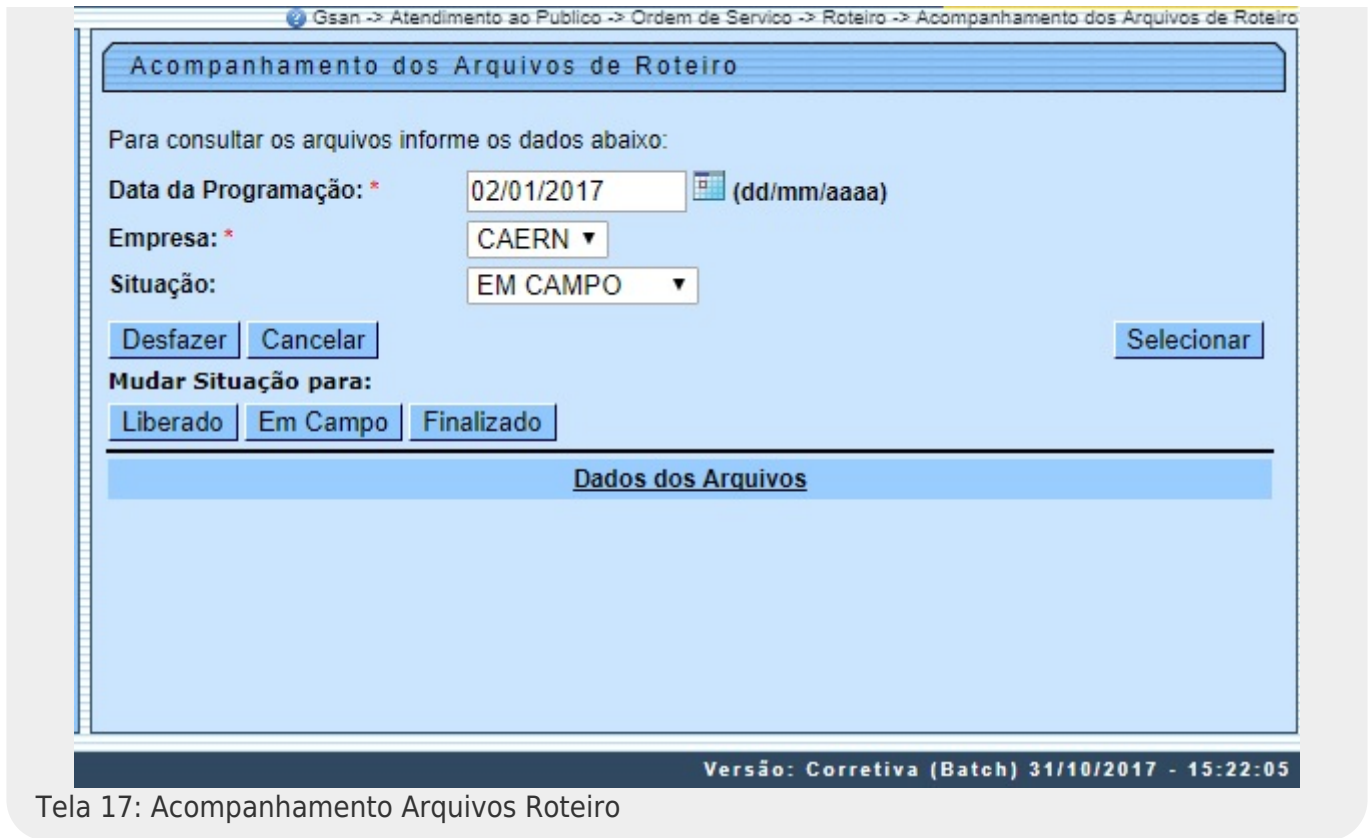 Gsan -> Atendimento ao Publico -> Ordem de Servico -> Roteiro -> Acompanhamento dos Arquivos de Roteiro
Acompanhamento dos Arquivos de Roteiro
Para consultar os arquivos informe os dados abaixo:
Data da Programação: * 02/01/2017 (dd/mm/aaaa)
Empresa: * CAERN
Situação: EM CAMPO
Desfazer Cancelar Selecionar
Mudar Situação para:
Liberado Em Campo Finalizado
Dados dos Arquivos
Versão: Corretiva (Batch) 31/10/2017 - 15:22:05
Tela 17: Acompanhamento Arquivos Roteiro